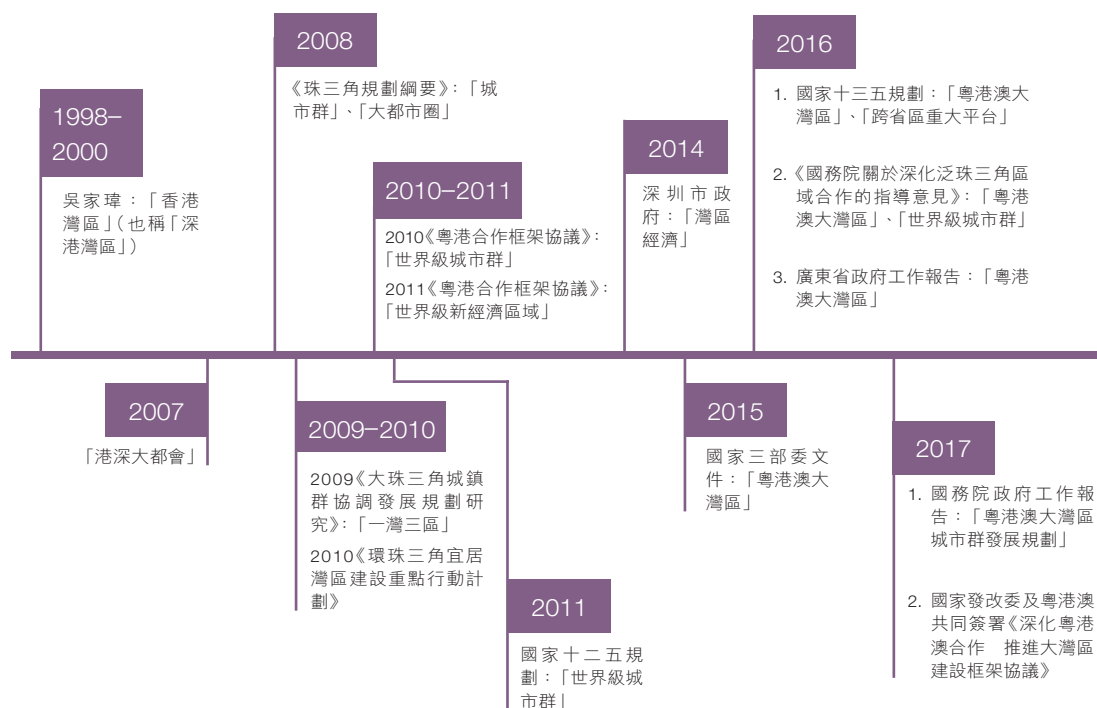 1998–
2000
吳家瑋：「香港
灣區」（也稱「深
港灣區」）
2007
「港深大都會」
2008
《珠三角規劃綱要》：「城
市群」、「大都市圈」
2009–2010
2009《大珠三角城鎮
群協調發展規劃研
究》：「一灣三區」
2010《環珠三角宜居
灣區建設重點行動計
劃》
2010–2011
2010《粵港合作框架協議》：
「世界級城市群」
2011《粵港合作框架協議》：
「世界級新經濟區域」
2011
國家十二五規
劃：「世界級城
市群」
2014
深圳市政
府：「灣區
經濟」
2015
國家三部委文
件：「粵港澳大
灣區」
2016
1. 國家十三五規劃：「粵港澳大
灣區」、「跨省區重大平台」
2.《國務院關於深化泛珠三角區
域合作的指導意見》：「粵港
澳大灣區」、「世界級城市群」
3. 廣東省政府工作報告：「粵港
澳大灣區」
2017
1. 國務院政府工作報
告：「粵港澳大灣區
城市群發展規劃」
2. 國家發改委及粵港澳
共同簽署《深化粵港
澳合作　推進大灣區
建設框架協議》